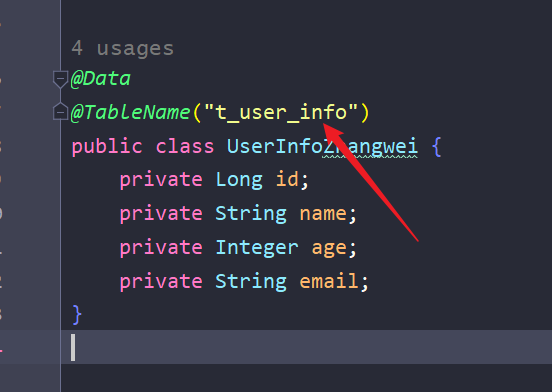 4 usages
@Data
@TableName("t_user_info")
public class UserInfoZhangwei {
private Long id;
private String name;
private Integer age;
private String email;
}